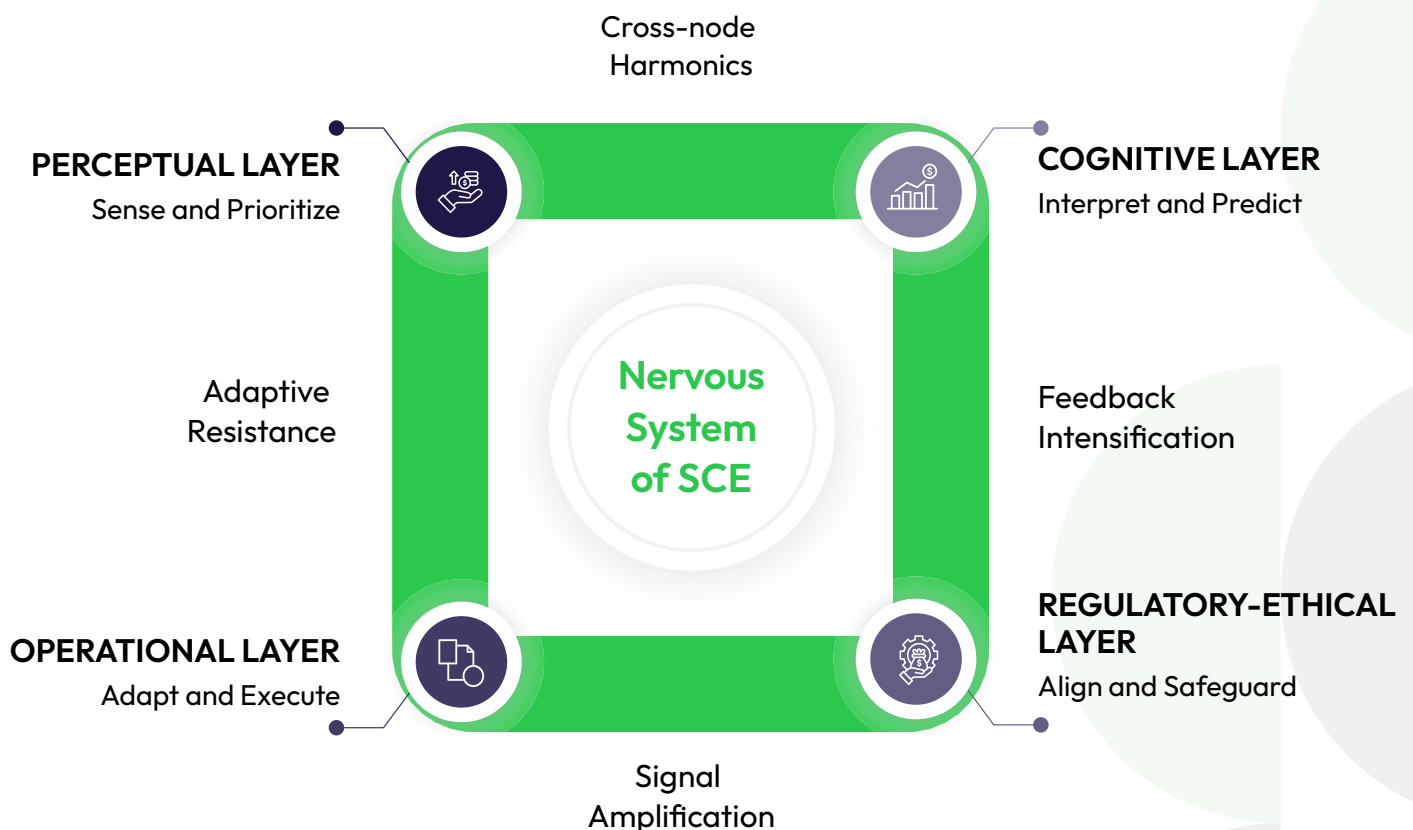 Cross-node
Harmonics
PERCEPTUAL LAYER
Sense and Prioritize
COGNITIVE LAYER
Interpret and Predict
Adaptive
Resistance
Nervous
System
of SCE
Feedback
Intensification
OPERATIONAL LAYER
Adapt and Execute
REGULATORY-ETHICAL
LAYER
Align and Safeguard
Signal
Amplification
$
$
$